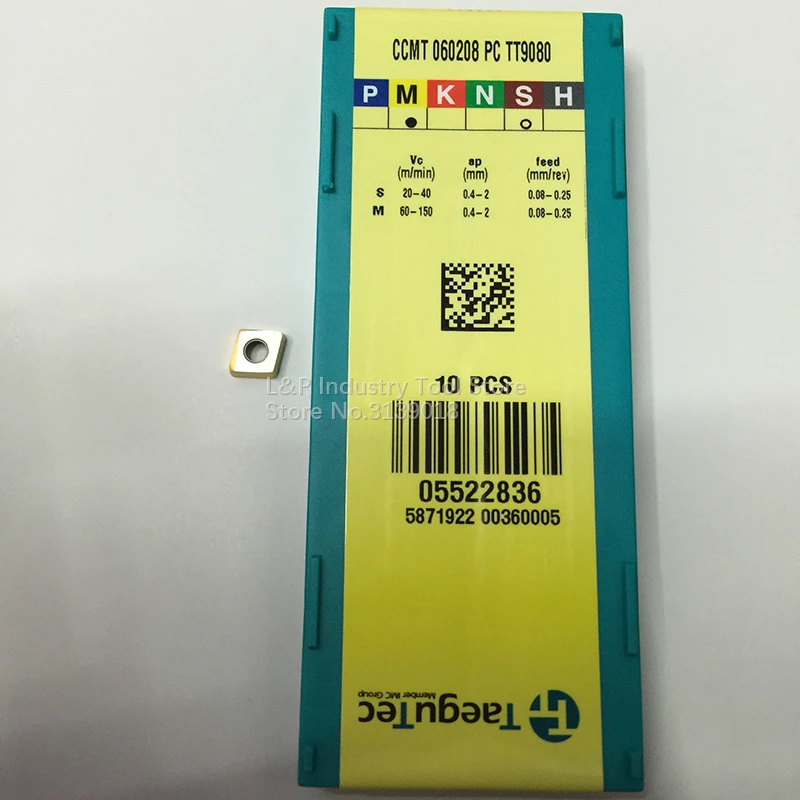 CCMT 060208 PC TT9080
P M K N S H
Vc ap feed
(m/min) (mm) (mm/rev)
S 20-40 0.4-2 0.08-0.25
M 60-150 0.4-2 0.08-0.25
10 PCS
L&P Industry Tool Store
Store No.3139018
05522836
5871922 00360005
Member IMC Group
TaeguTec